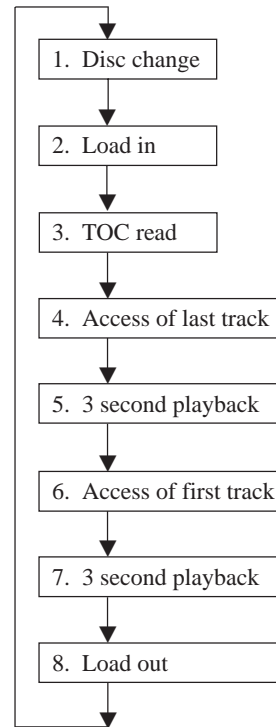 1. Disc change
2. Load in
3. TOC read
4. Access of last track
5. 3 second playback
6. Access of first track
7. 3 second playback
8. Load out